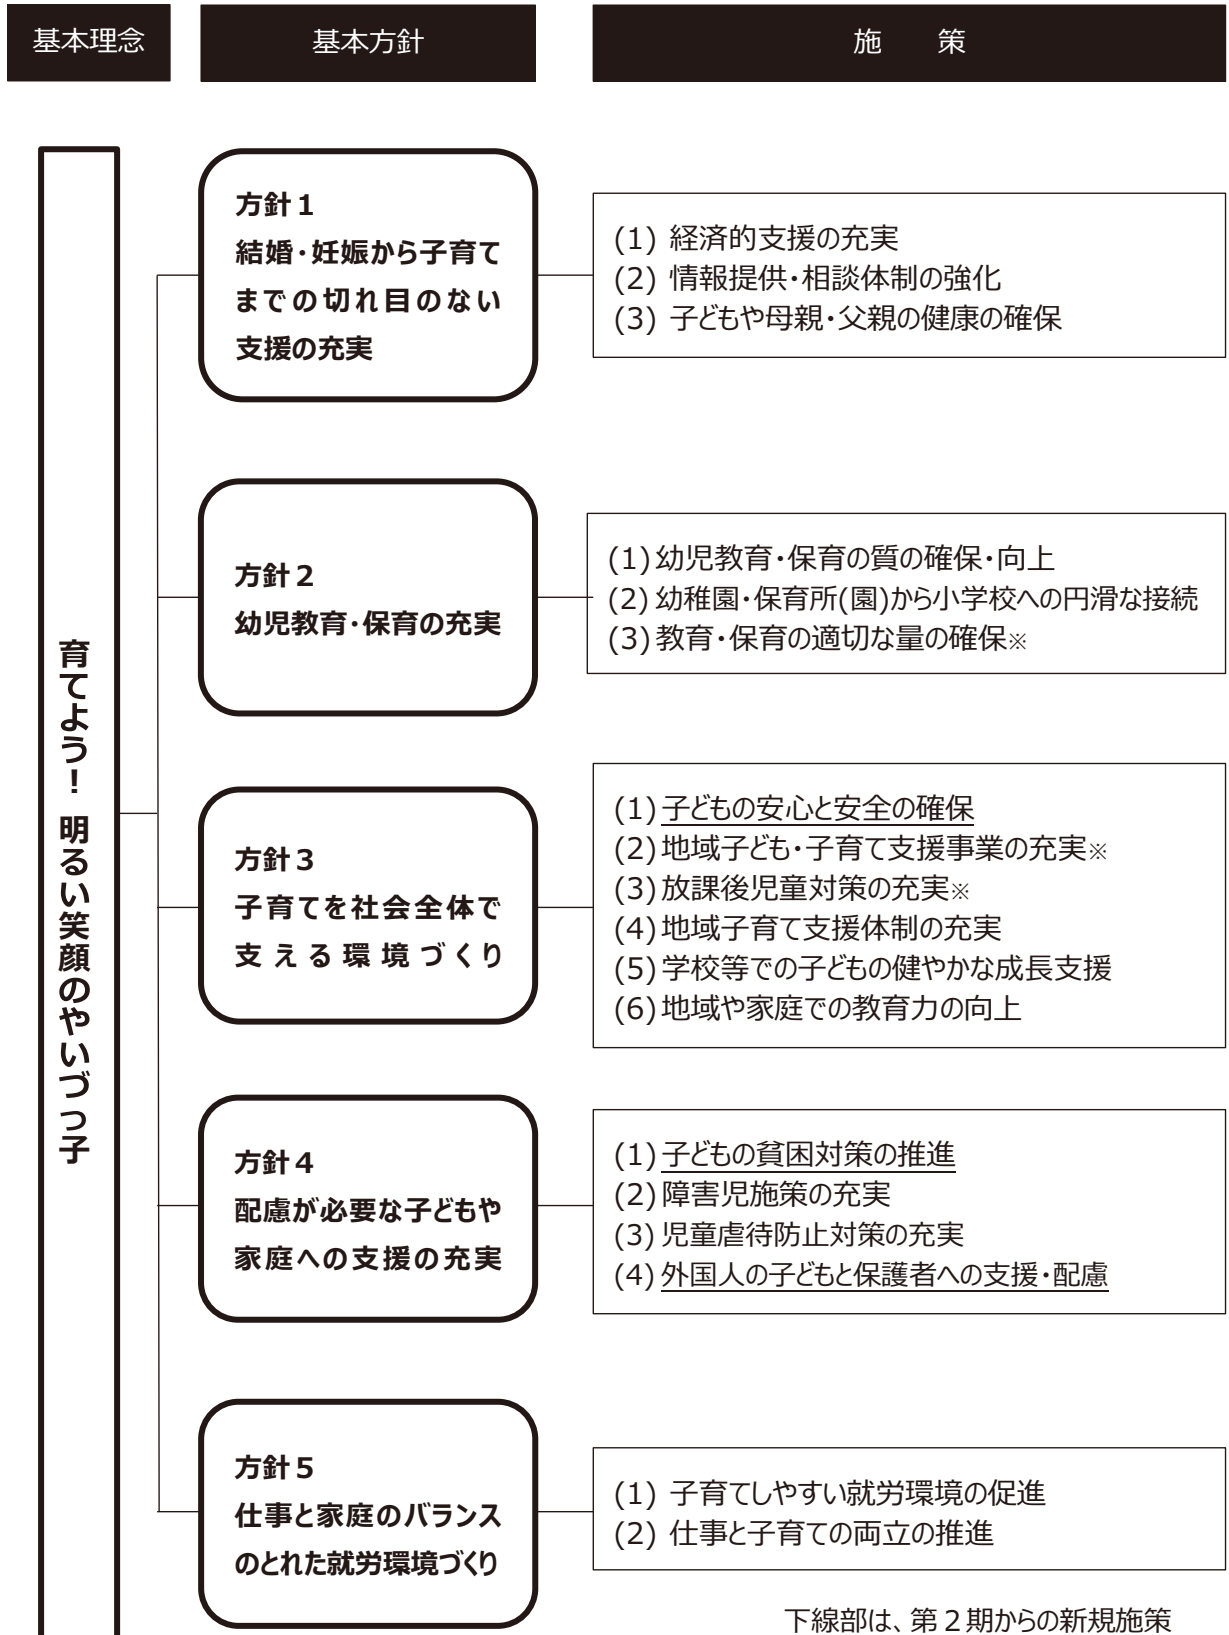 基本理念
基本方針
施　策
育てよう！ 明るい笑顔のやいづっ子
方針１
結婚・妊娠から子育て
までの切れ目のない
支援の充実
(1) 経済的支援の充実
(2) 情報提供・相談体制の強化
(3) 子どもや母親・父親の健康の確保
方針２
幼児教育・保育の充実
(1) 幼児教育・保育の質の確保・向上
(2) 幼稚園・保育所(園)から小学校への円滑な接続
(3) 教育・保育の適切な量の確保※
方針３
子育てを社会全体で
支える環境づくり
(1) 子どもの安心と安全の確保
(2) 地域子ども・子育て支援事業の充実※
(3) 放課後児童対策の充実※
(4) 地域子育て支援体制の充実
(5) 学校等での子どもの健やかな成長支援
(6) 地域や家庭での教育力の向上
方針４
配慮が必要な子どもや
家庭への支援の充実
(1) 子どもの貧困対策の推進
(2) 障害児施策の充実
(3) 児童虐待防止対策の充実
(4) 外国人の子どもと保護者への支援・配慮
方針５
仕事と家庭のバランス
のとれた就労環境づくり
(1) 子育てしやすい就労環境の促進
(2) 仕事と子育ての両立の推進
下線部は、第２期からの新規施策